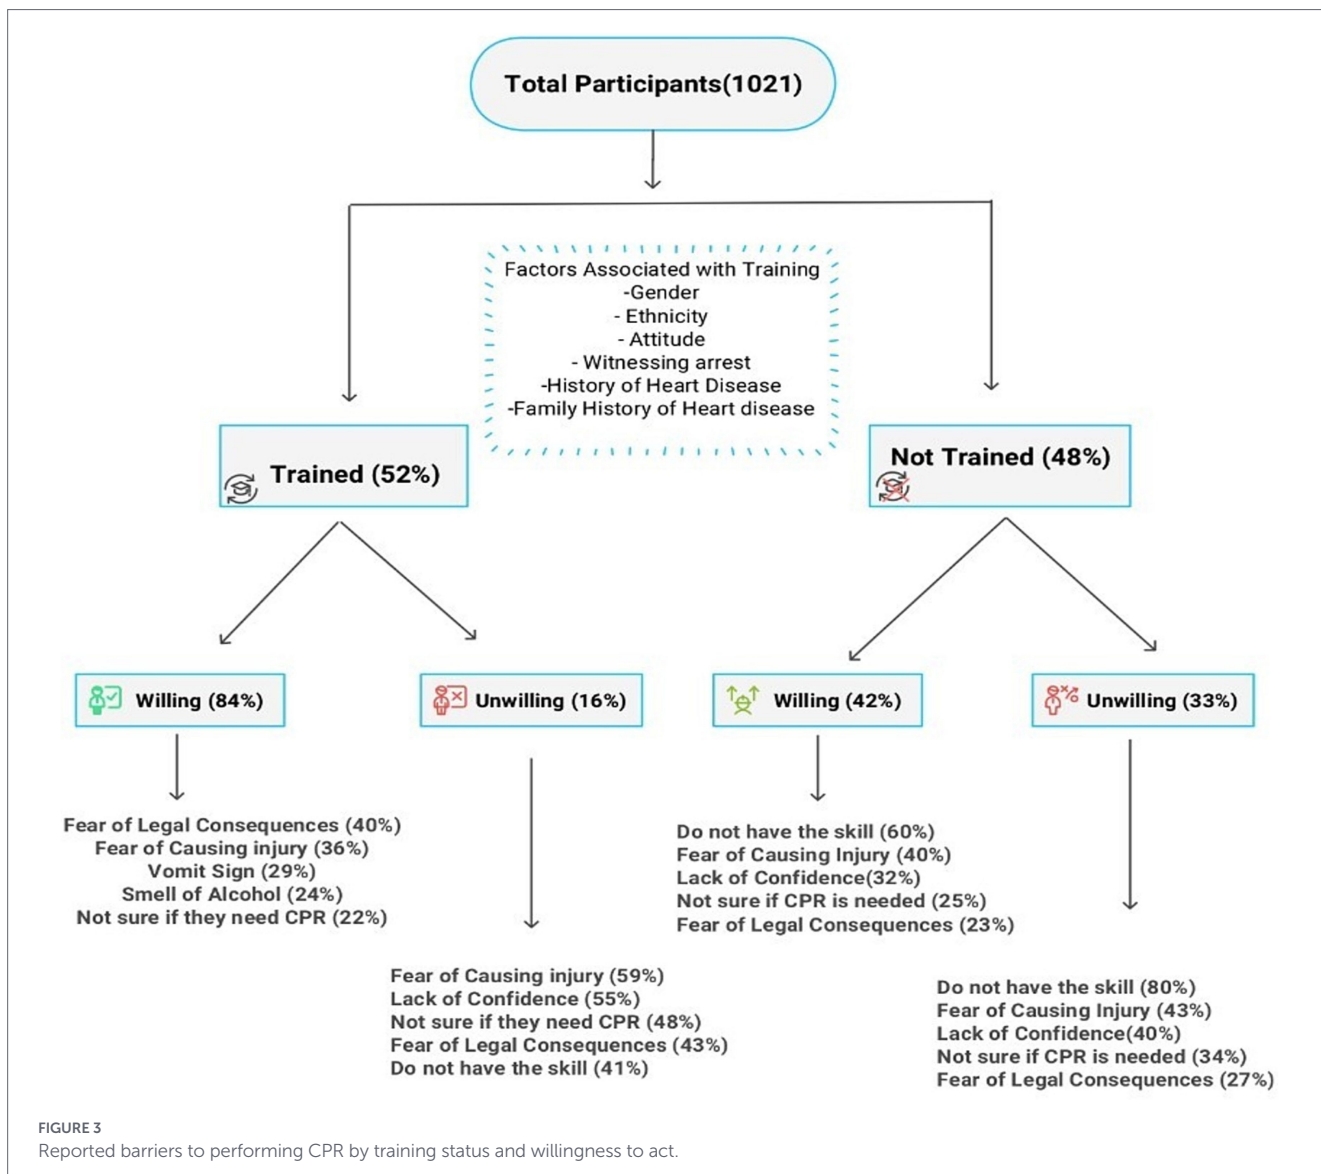 Total Participants(1021)
Factors Associated with Training
-Gender
- Ethnicity
- Attitude
- Witnessing arrest
-History of Heart Disease
-Family History of Heart disease
Trained (52%)
Not Trained (48%)
Willing (84%)
Unwilling (16%)
Willing (42%)
Unwilling (33%)
Fear of Legal Consequences (40%)
Fear of Causing injury (36%)
Vomit Sign (29%)
Smell of Alcohol (24%)
Not sure if they need CPR (22%)
Fear of Causing injury (59%)
Lack of Confidence (55%)
Not sure if they need CPR (48%)
Fear of Legal Consequences (43%)
Do not have the skill (41%)
Do not have the skill (60%)
Fear of Causing Injury (40%)
Lack of Confidence(32%)
Not sure if CPR is needed (25%)
Fear of Legal Consequences (23%)
Do not have the skill (80%)
Fear of Causing Injury (43%)
Lack of Confidence(40%)
Not sure if CPR is needed (34%)
Fear of Legal Consequences (27%)
FIGURE 3
Reported barriers to performing CPR by training status and willingness to act.